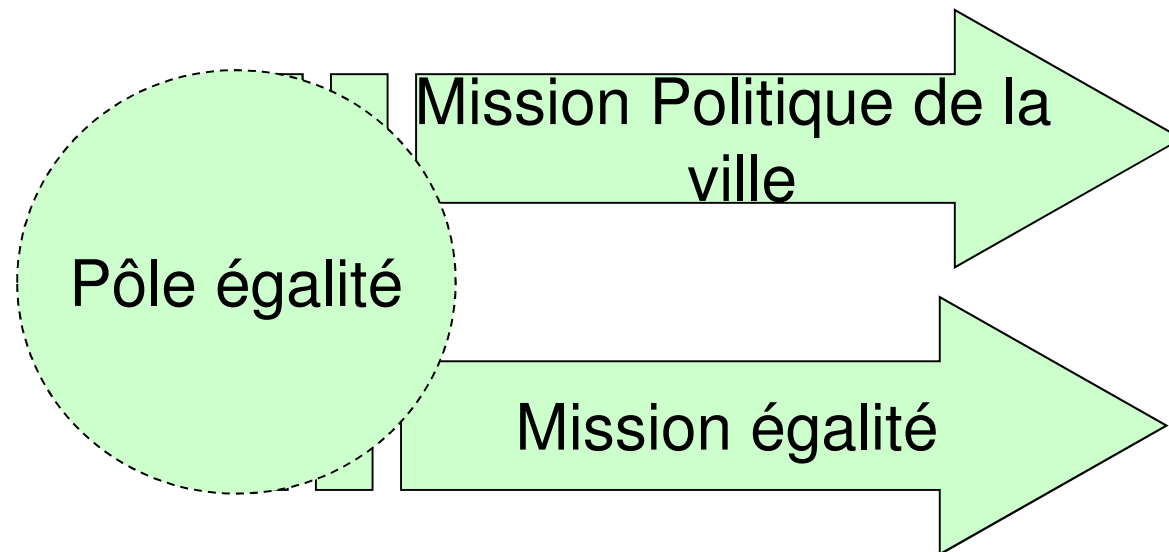 Mission Politique de la
ville
Pôle égalité
Mission égalité